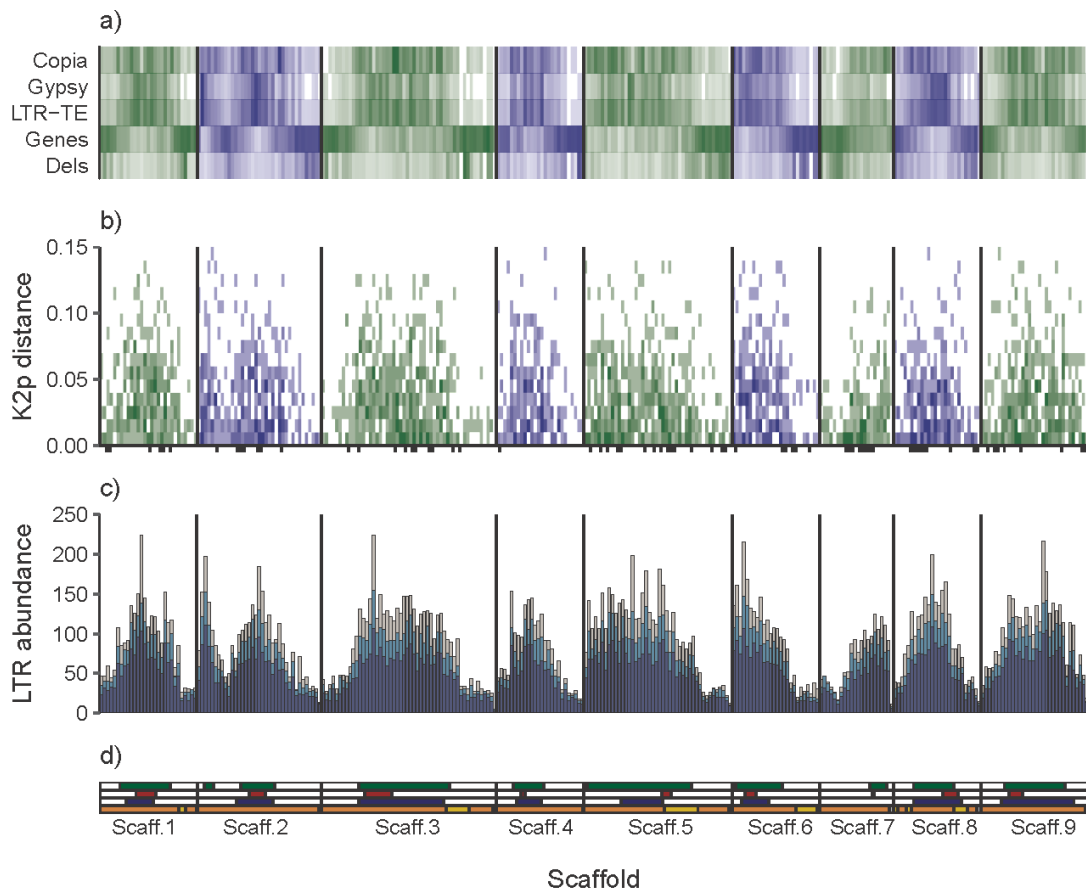 a)
Copia
Gypsy
LTR-TE
Genes
Dels
b)
0.15
0.10
0.05
0.00
K2p distance
c)
250
200
150
100
50
0
LTR abundance
d)
Scaff.1 Scaff.2 Scaff.3 Scaff.4 Scaff.5 Scaff.6 Scaff.7 Scaff.8 Scaff.9
Scaffold